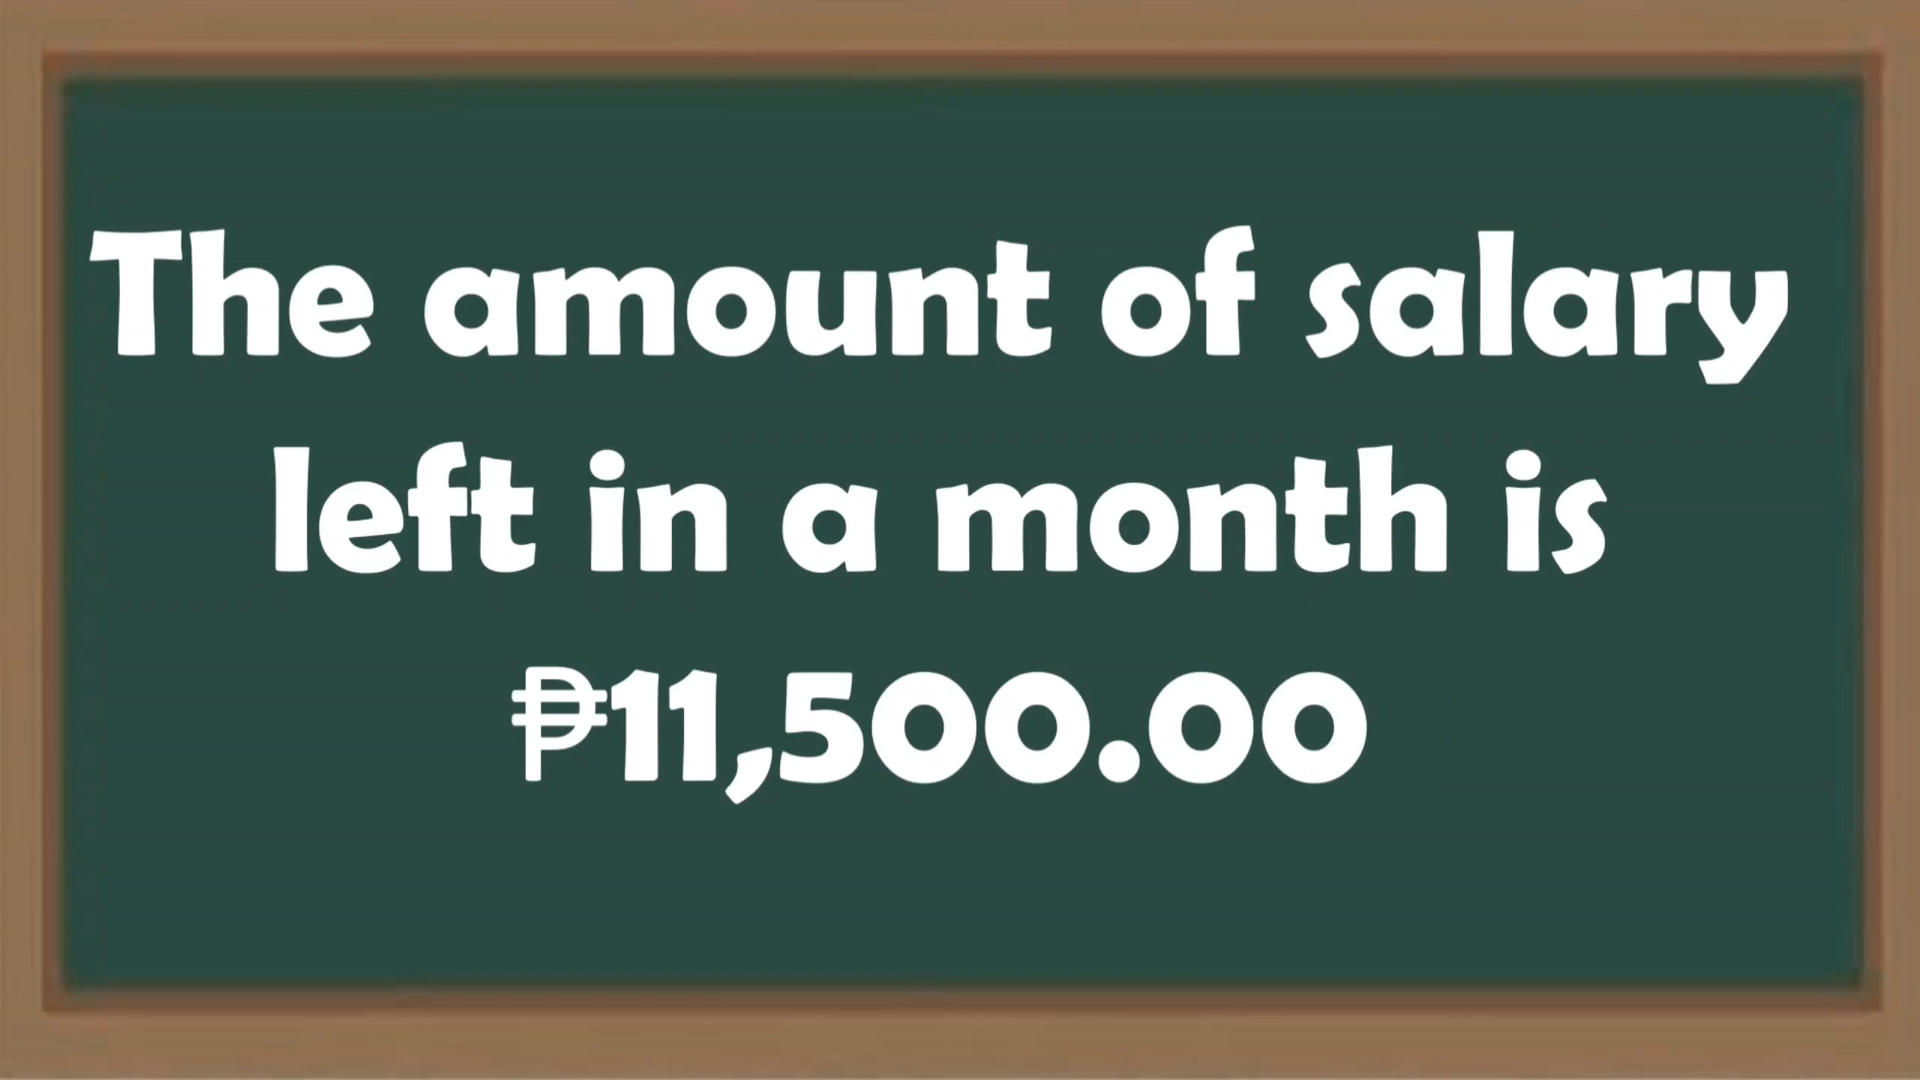 The amount of salary
left in a month is
₱11,500.00